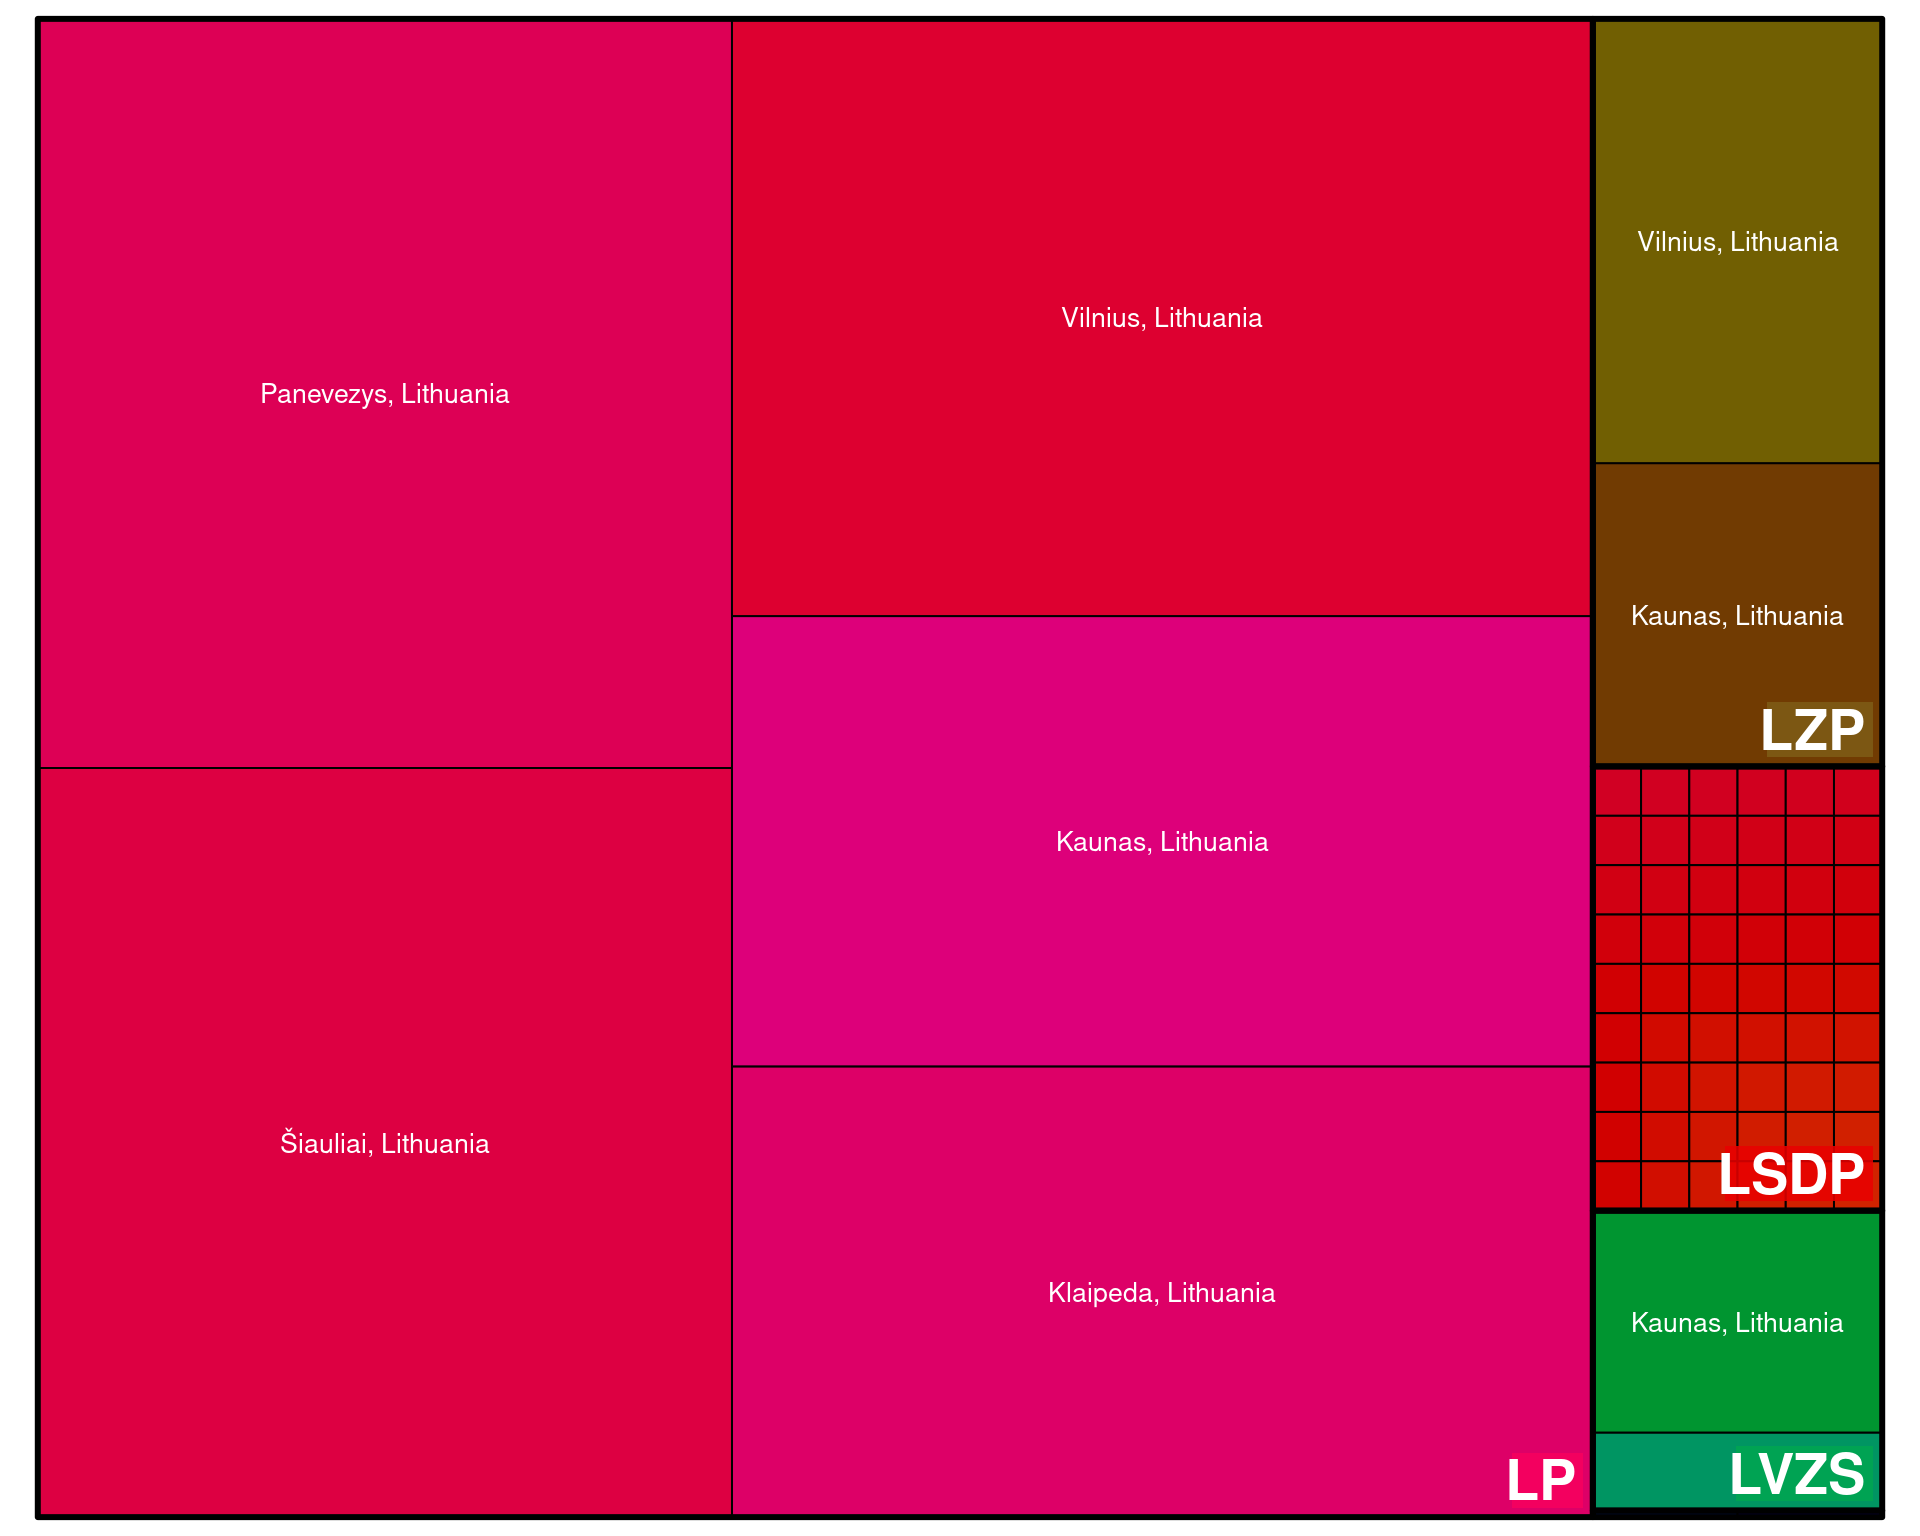 Panevezys, Lithuania
Šiauliai, Lithuania
Vilnius, Lithuania
Kaunas, Lithuania
Klaipeda, Lithuania
LP
Vilnius, Lithuania
Kaunas, Lithuania
LZP
LSDP
Kaunas, Lithuania
LVZS